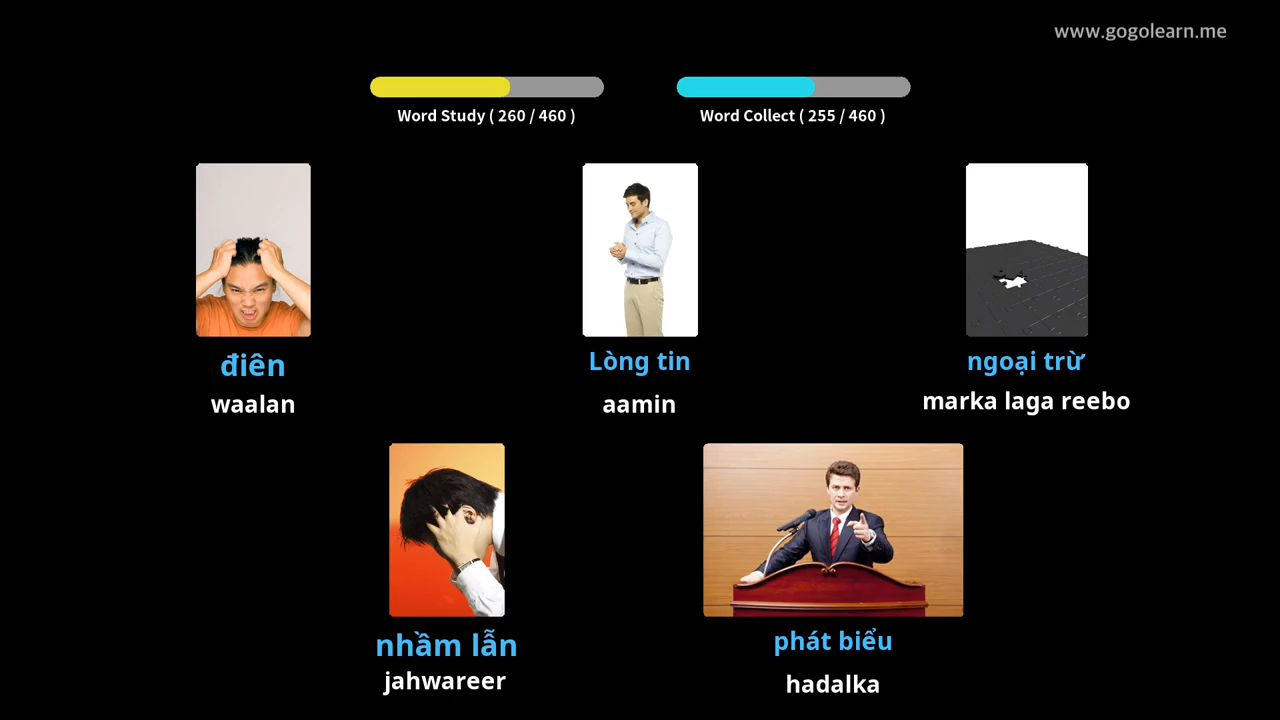 www.gogolearn.me
Word Study ( 260 / 460 )
Word Collect ( 255 / 460 )
điên
waalan
Lòng tin
aamin
ngoại trừ
marka laga reebo
nhầm lẫn
jahwareer
phát biểu
hadalka